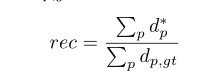 rec = \frac{\sum_p d_p^*}{\sum_p d_{p,gt}}